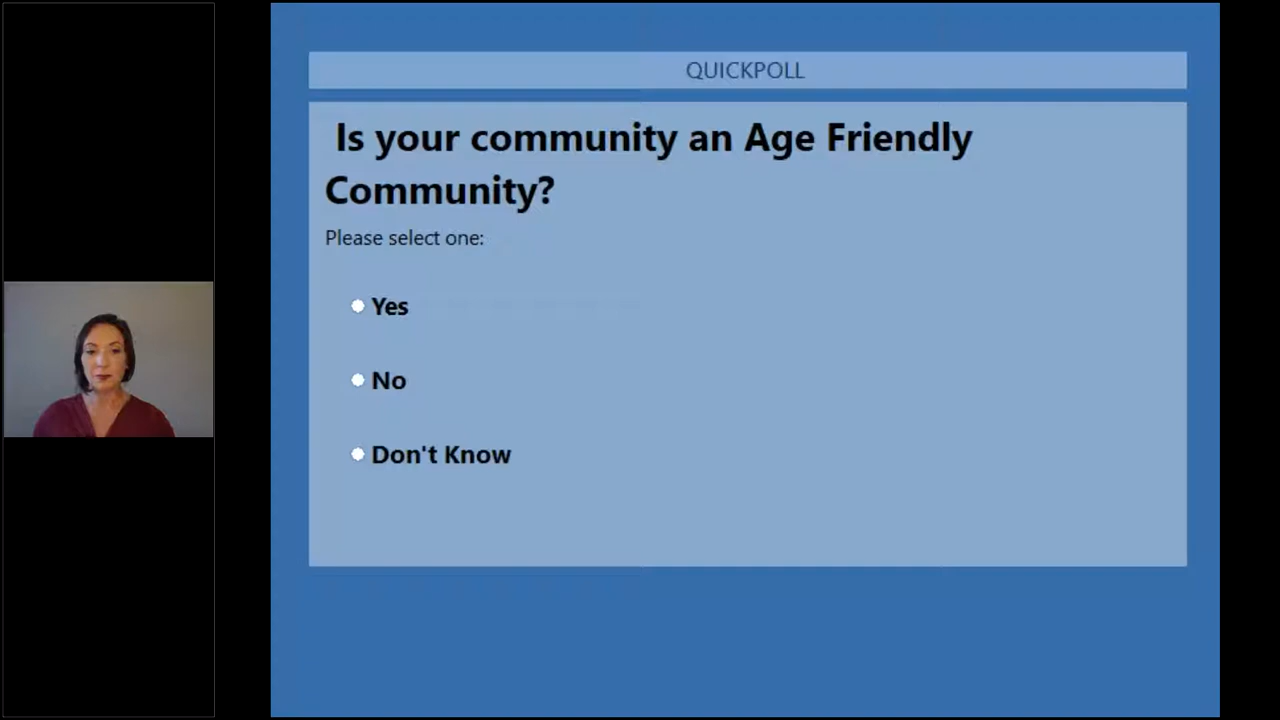 QUICKPOLL
Is your community an Age Friendly
Community?
Please select one:
Yes
No
Don't Know